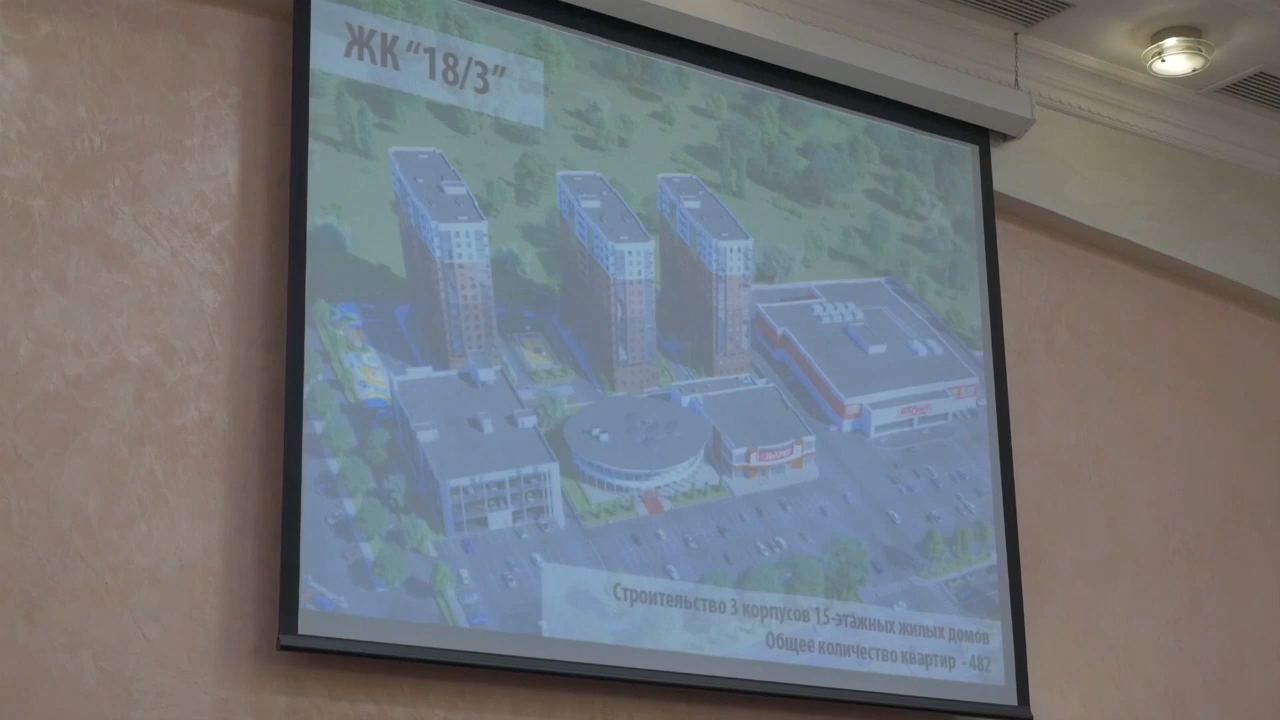 ЖК “18/3”
Строительство 3 корпусов 15-этажных жилых домов
Общее количество квартир - 482